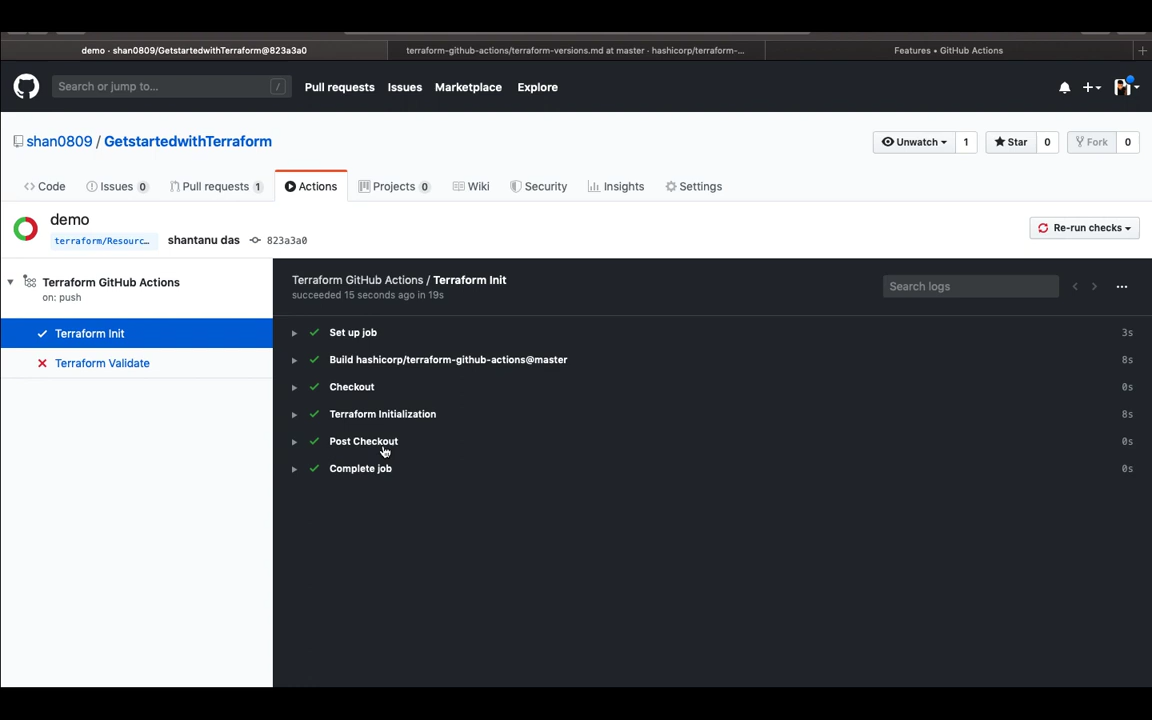 demo · shan0809/GetstartedwithTerraform@823a3a0
terraform-github-actions/terraform-versions.md at master · hashicorp/terraform-...
Features • GitHub Actions
Search or jump to...
/
Pull requests
Issues
Marketplace
Explore
shan0809 / GetstartedwithTerraform
Unwatch 1
Star 0
Fork 0
Code
Issues 0
Pull requests 1
Actions
Projects 0
Wiki
Security
Insights
Settings
demo
terraform/Resourc...
shantanu das
823a3a0
Re-run checks
Terraform GitHub Actions
on: push
Terraform Init
Terraform Validate
Terraform GitHub Actions / Terraform Init
succeeded 15 seconds ago in 19s
Search logs
Set up job 3s
Build hashicorp/terraform-github-actions@master 8s
Checkout 0s
Terraform Initialization 8s
Post Checkout 0s
Complete job 0s